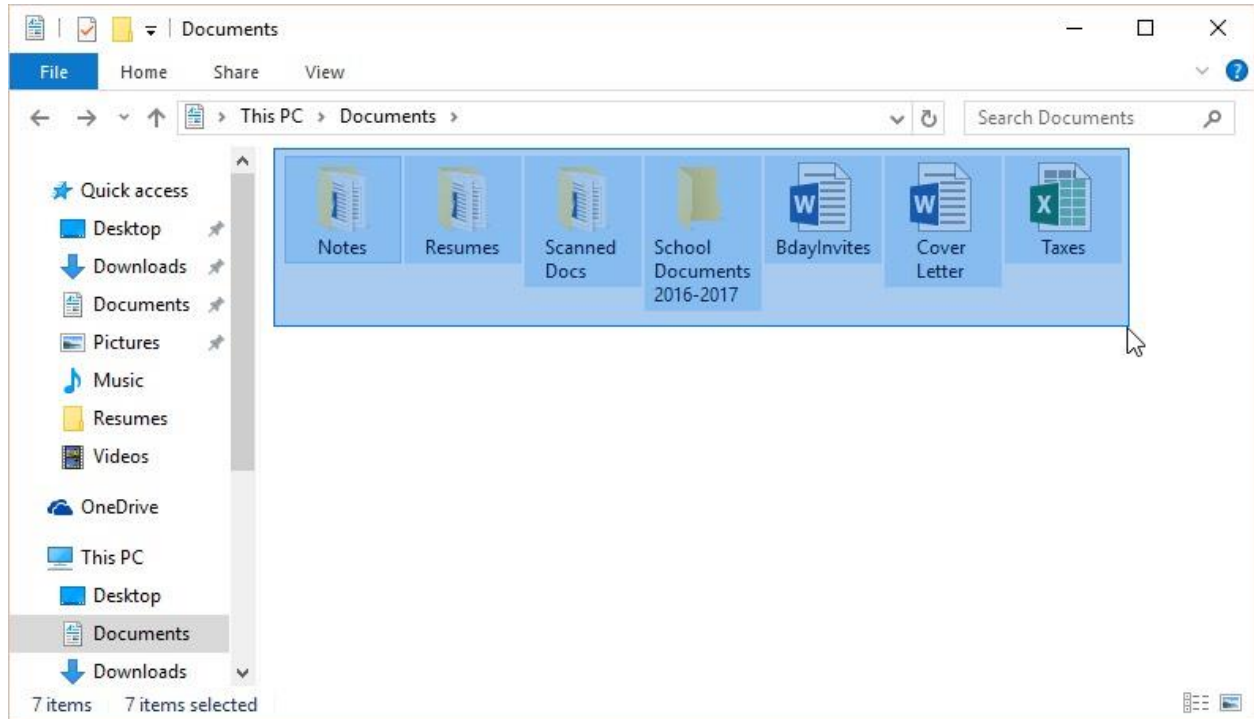 Documents
File Home Share View
This PC > Documents >
Search Documents
Quick access
Desktop
Downloads
Documents
Pictures
Music
Resumes
Videos
OneDrive
This PC
Desktop
Documents
Downloads
Notes
Resumes
Scanned
Docs
School
Documents
2016-2017
W
BdayInvites
W
Cover
Letter
X
Taxes
7 items 7 items selected